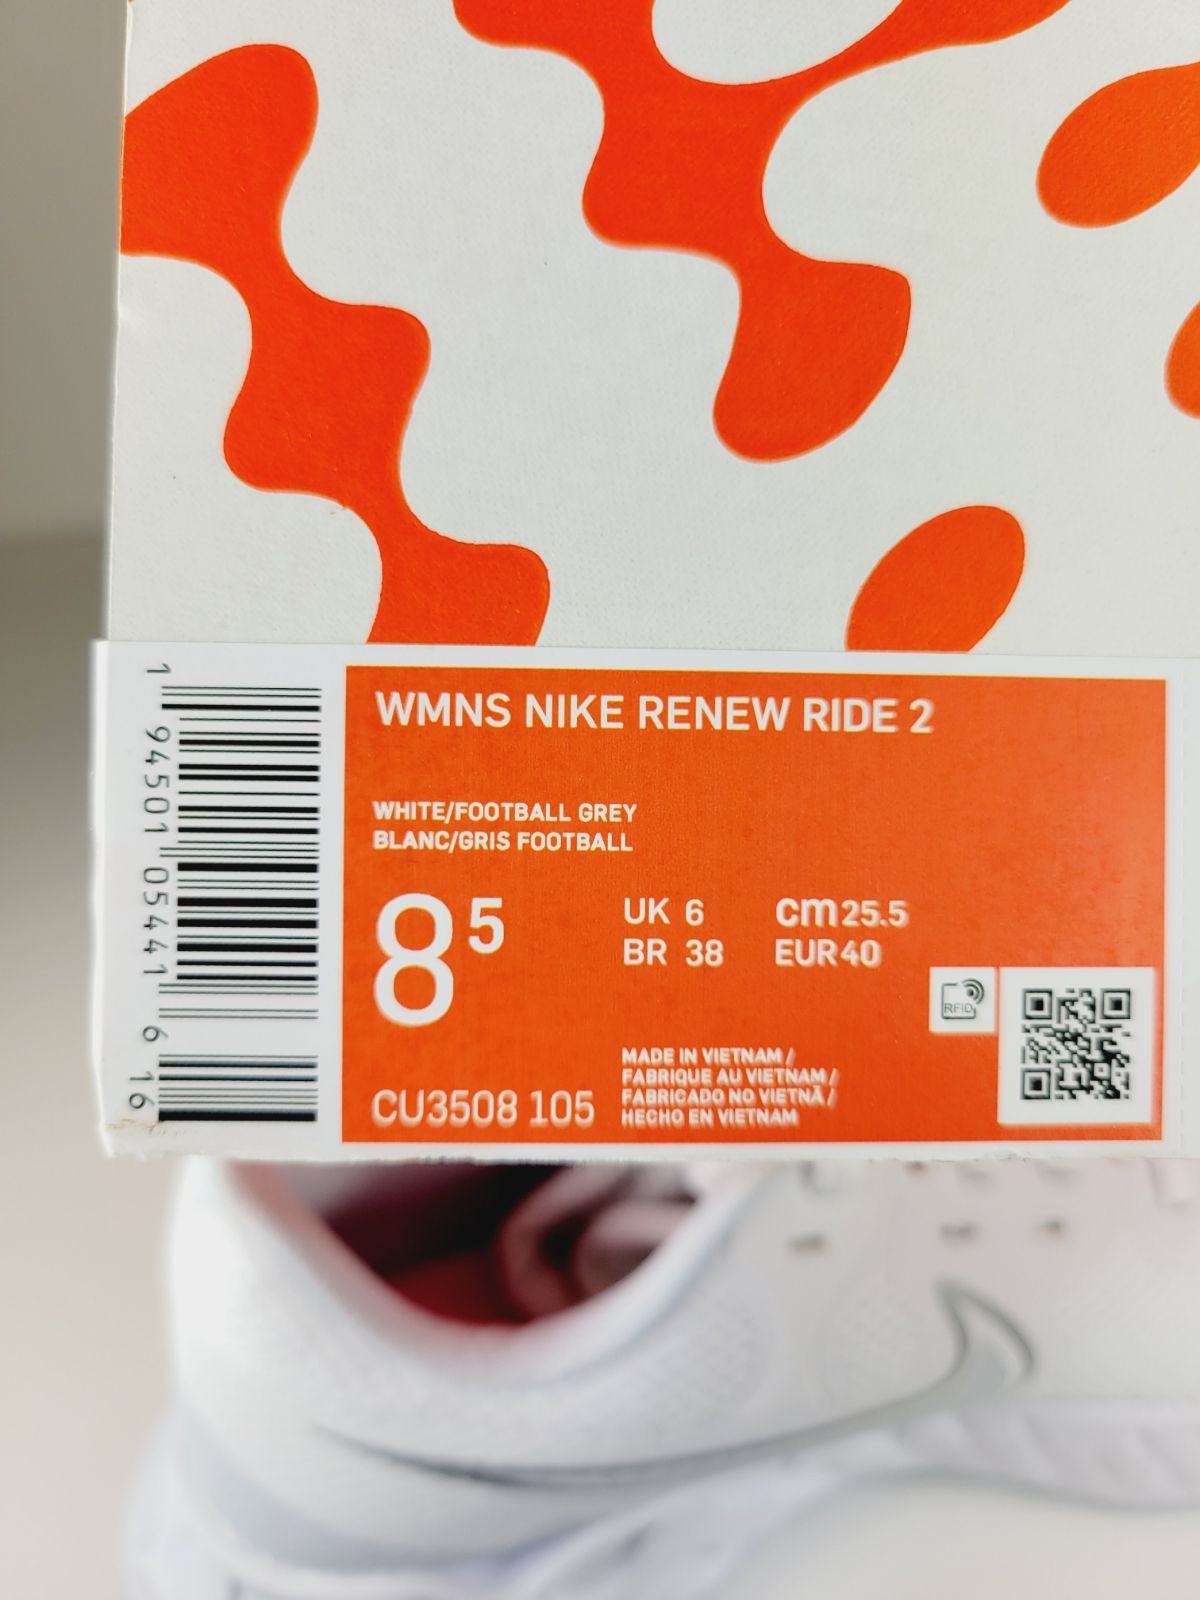 WMNS NIKE RENEW RIDE 2
WHITE/FOOTBALL GREY
BLANC/GRIS FOOTBALL
8 5
UK 6
BR 38
cm 25.5
EUR 40
RFID
CU3508 105
MADE IN VIETNAM /
FABRIQUE AU VIETNAM /
FABRICADO NO VIETNÃ /
HECHO EN VIETNAM
1 94501 05441 6 16